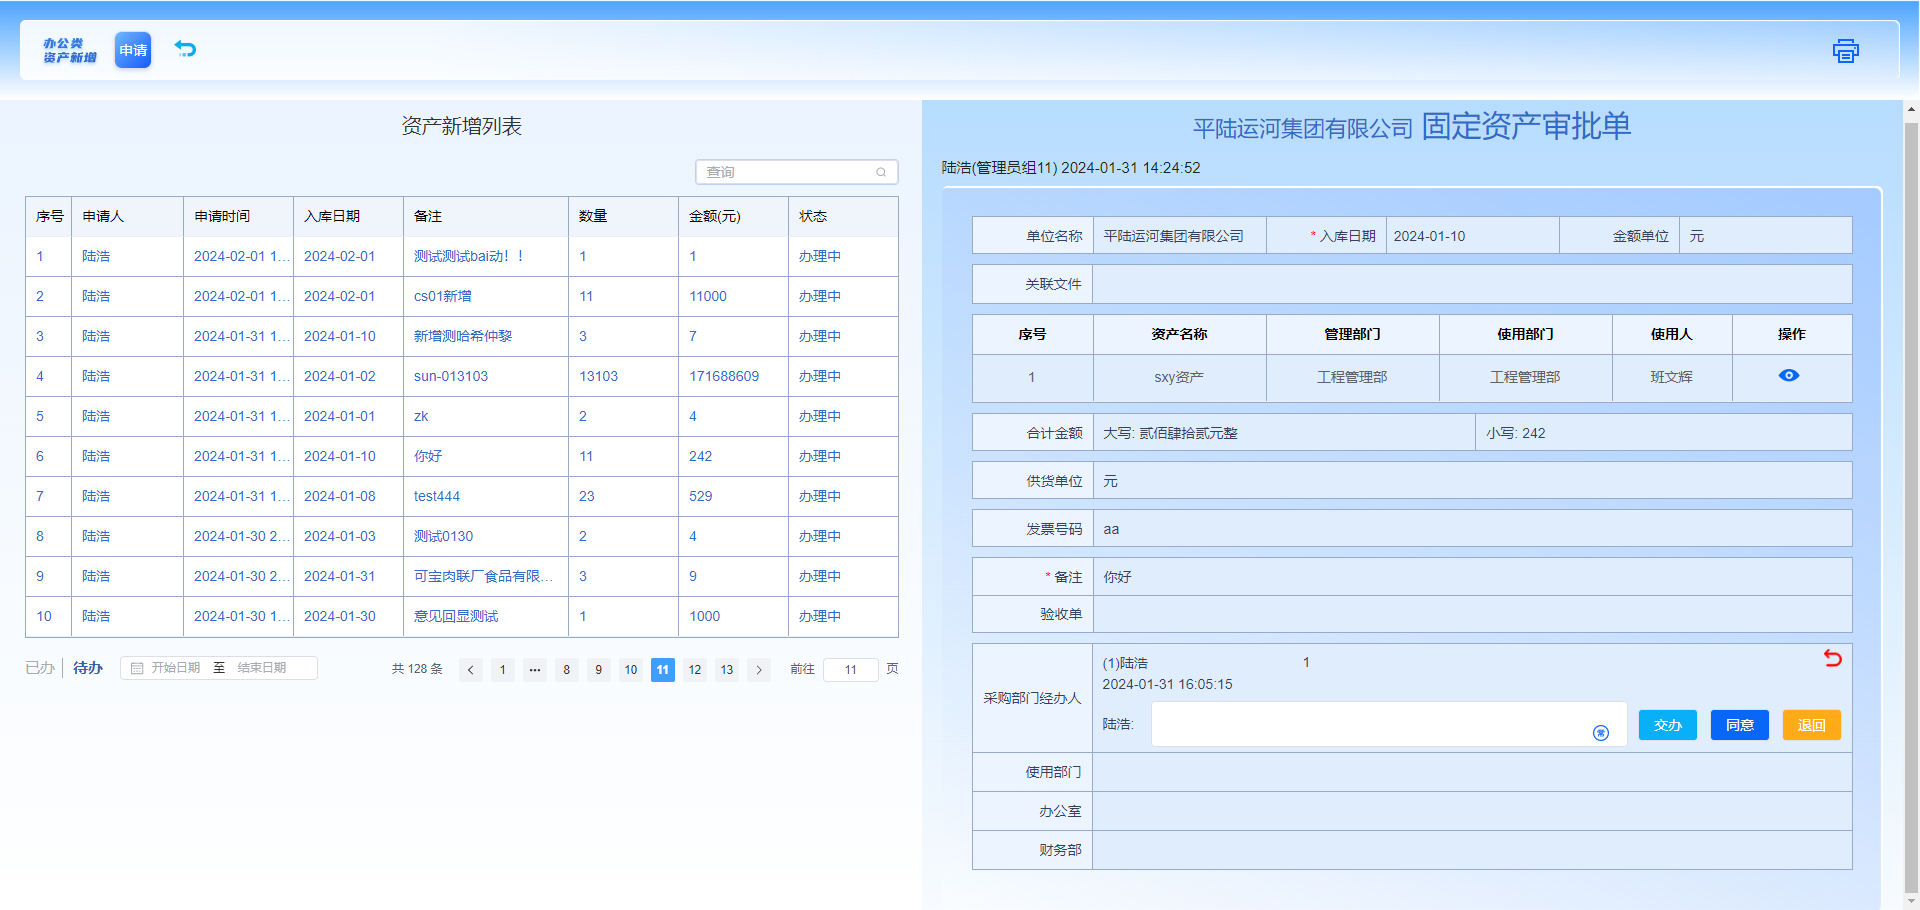 办公类
资产新增
申请
资产新增列表
查询
序号 申请人 申请时间 入库日期 备注 数量 金额(元) 状态
1 陆浩 2024-02-01 1... 2024-02-01 测试测试bai动！！ 1 1 办理中
2 陆浩 2024-02-01 1... 2024-02-01 cs01新增 11 11000 办理中
3 陆浩 2024-01-31 1... 2024-01-10 新增测哈希仲黎 3 7 办理中
4 陆浩 2024-01-31 1... 2024-01-02 sun-013103 13103 171688609 办理中
5 陆浩 2024-01-31 1... 2024-01-01 zk 2 4 办理中
6 陆浩 2024-01-31 1... 2024-01-10 你好 11 242 办理中
7 陆浩 2024-01-31 1... 2024-01-08 test444 23 529 办理中
8 陆浩 2024-01-30 2... 2024-01-03 测试0130 2 4 办理中
9 陆浩 2024-01-30 2... 2024-01-31 可宝肉联厂食品有限... 3 9 办理中
10 陆浩 2024-01-30 1... 2024-01-30 意见回显测试 1 1000 办理中
已办 待办 开始日期 至 结束日期 共 128 条 < 1 ... 8 9 10 11 12 13 > 前往 11 页
平陆运河集团有限公司 固定资产审批单
陆浩(管理员组11) 2024-01-31 14:24:52
单位名称 平陆运河集团有限公司 * 入库日期 2024-01-10 金额单位 元
关联文件
序号 资产名称 管理部门 使用部门 使用人 操作
1 sxy资产 工程管理部 工程管理部 班文辉
合计金额 大写: 贰佰肆拾贰元整 小写: 242
供货单位 元
发票号码 aa
* 备注 你好
验收单
采购部门经办人
(1)陆浩 1
2024-01-31 16:05:15
陆浩: 常 交办 同意 退回
使用部门
办公室
财务部